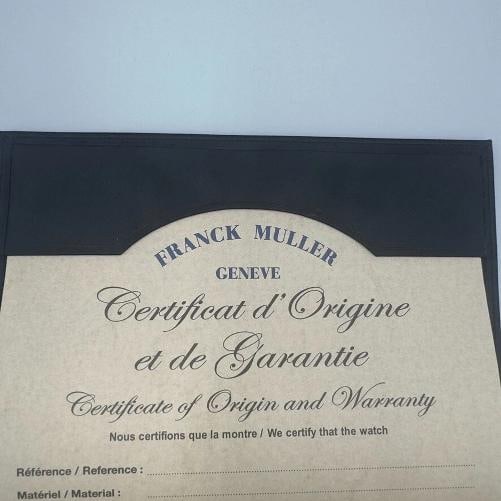 FRANCK MULLER
GENEVE
Certificat d'Origine
et de Garantie
Certificate of Origin and Warranty
Nous certifions que la montre / We certify that the watch
Référence / Reference :
Matériel / Material :